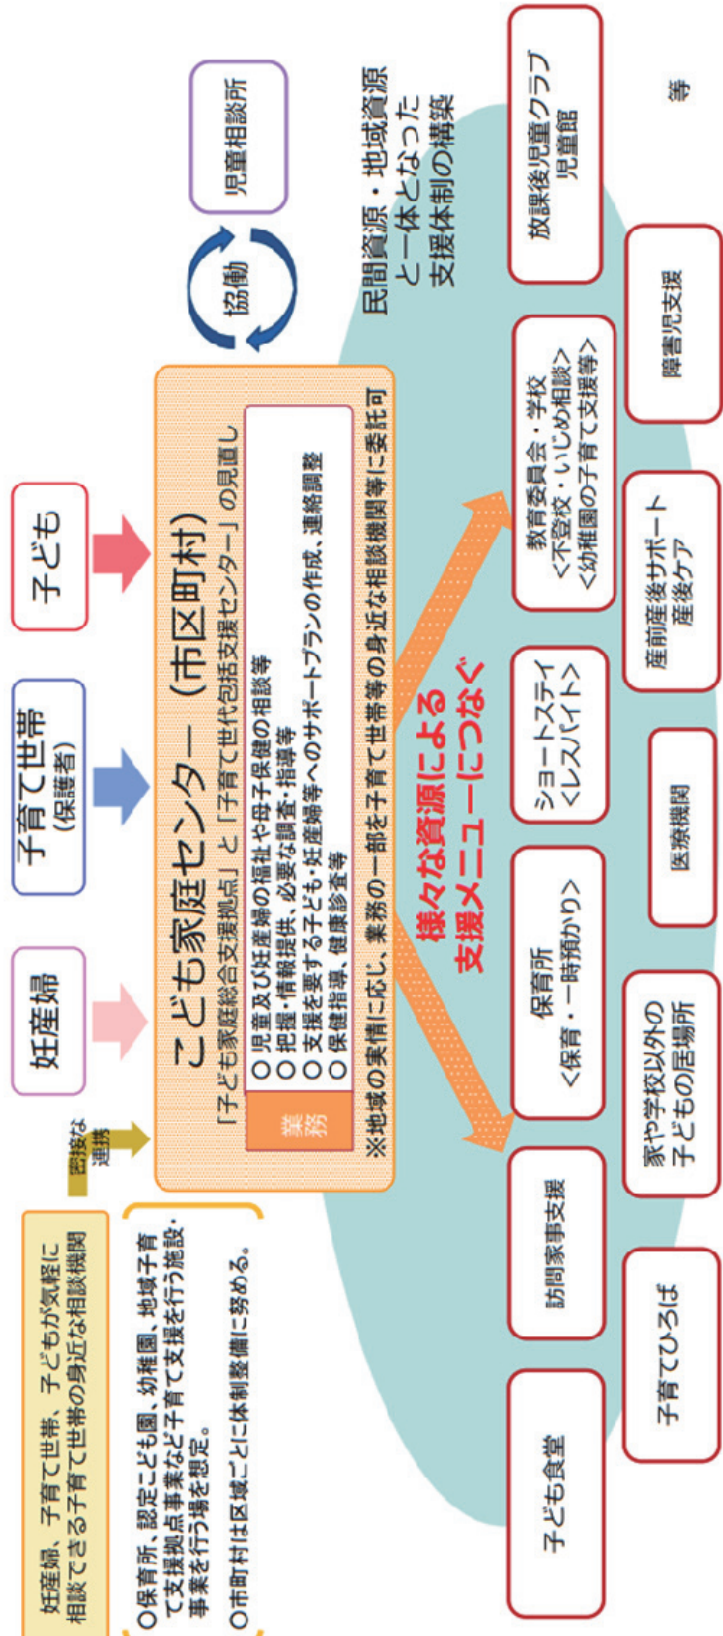 妊産婦
子育て世帯
(保護者)
子ども
妊産婦、子育て世帯、子どもが気軽に
相談できる子育て世帯の身近な相談機関
密接な
連携
〇保育所、認定こども園、幼稚園、地域子育
て支援拠点事業など子育て支援を行う施設・
事業を行う場を想定。
〇市町村は区域ごとに体制整備に努める。
こども家庭センター(市区町村)
「子ども家庭総合支援拠点」と「子育て世代包括支援センター」の見直し
業務
〇児童及び妊産婦の福祉や母子保健の相談等
〇把握・情報提供、必要な調査・指導等
〇支援を要する子ども・妊産婦等へのサポートプランの作成、連絡調整
〇保健指導、健康診査等
※地域の実情に応じ、業務の一部を子育て世帯等の身近な相談機関等に委託可
協働
児童相談所
様々な資源による
支援メニューにつなぐ
民間資源・地域資源
と一体となった
支援体制の構築
子ども食堂
訪問家事支援
保育所
<保育・一時預かり>
ショートステイ
<レスパイト>
教育委員会・学校
<不登校・いじめ相談>
<幼稚園の子育て支援等>
放課後児童クラブ
児童館
子育てひろば
家や学校以外の
子どもの居場所
医療機関
産前産後サポート
産後ケア
障害児支援
等